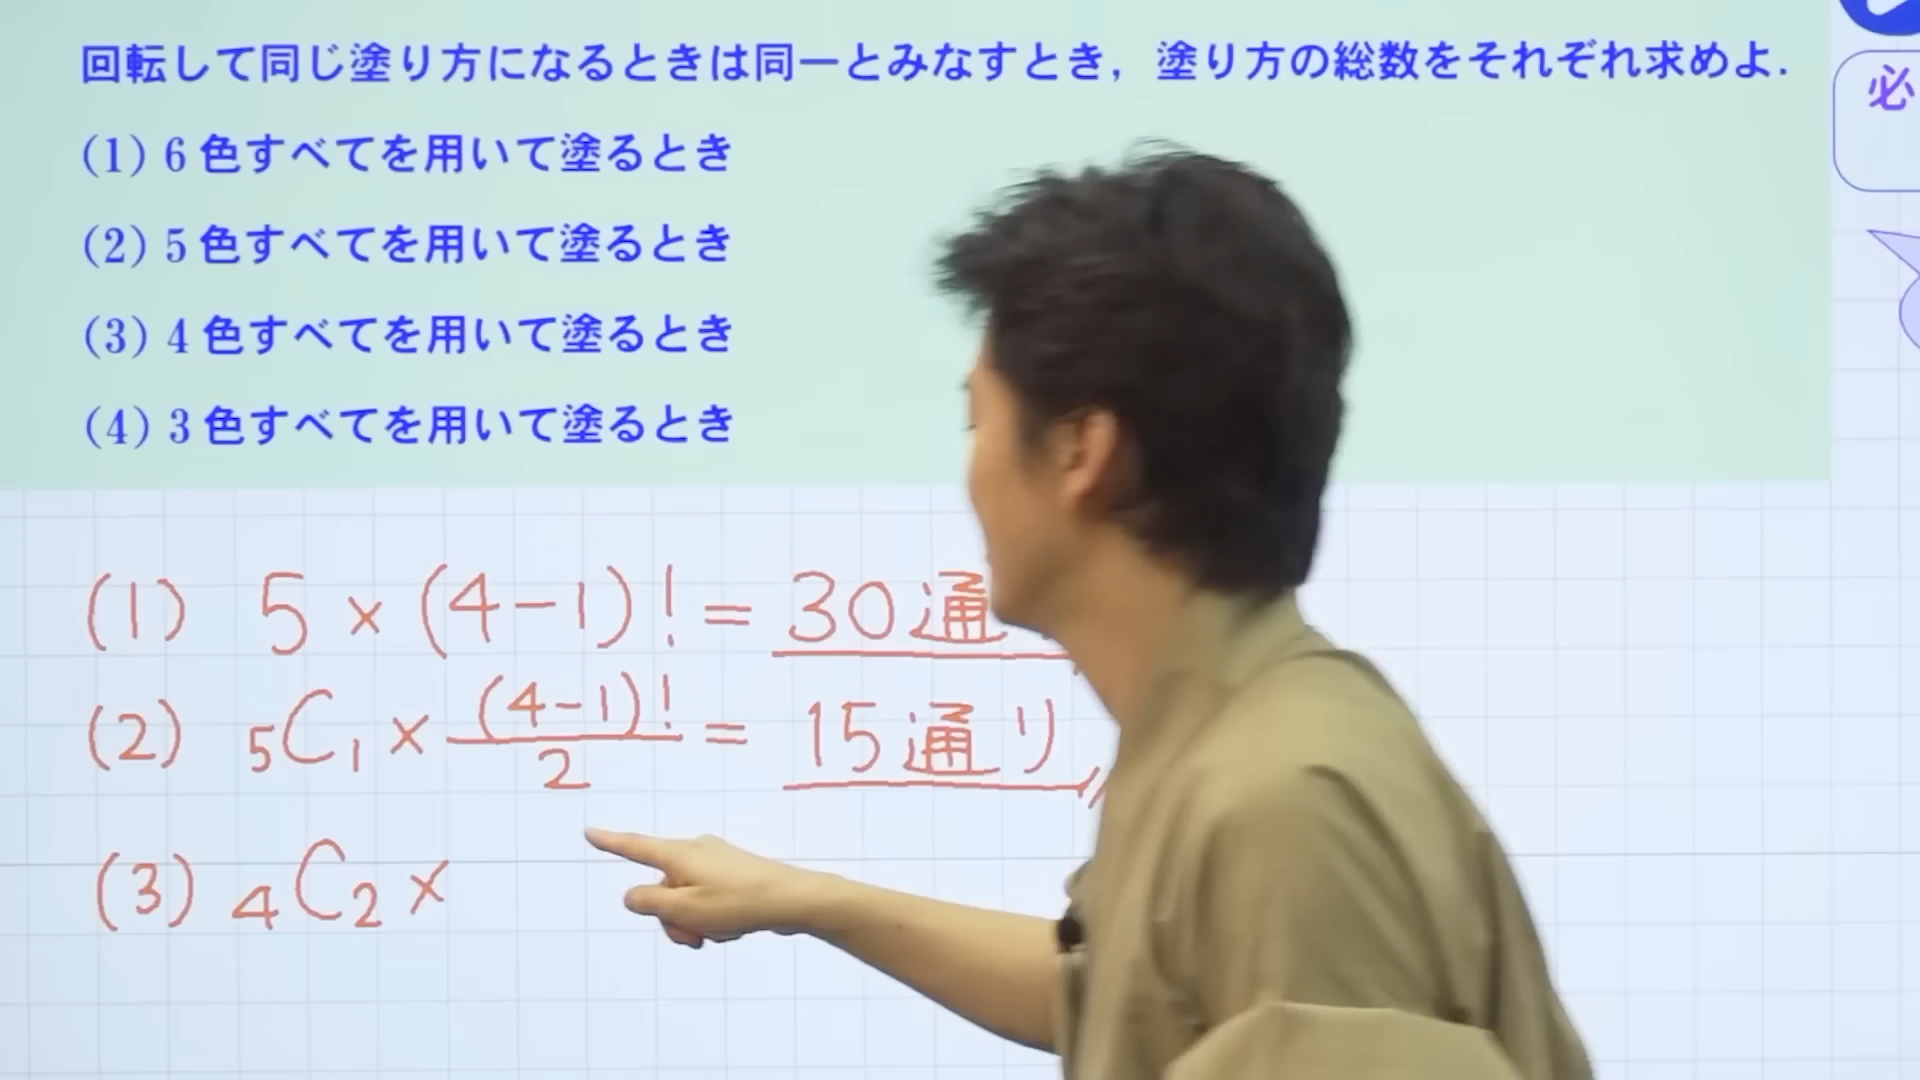 回転して同じ塗り方になるときは同一とみなすとき，塗り方の総数をそれぞれ求めよ.
必
(1) 6 色すべてを用いて塗るとき
(2) 5 色すべてを用いて塗るとき
(3) 4 色すべてを用いて塗るとき
(4) 3 色すべてを用いて塗るとき
(1) 5 × (4-1)! = 30通
(2) ₅C₁ × (4-1)!/2 = 15通り
(3) ₄C₂ ×